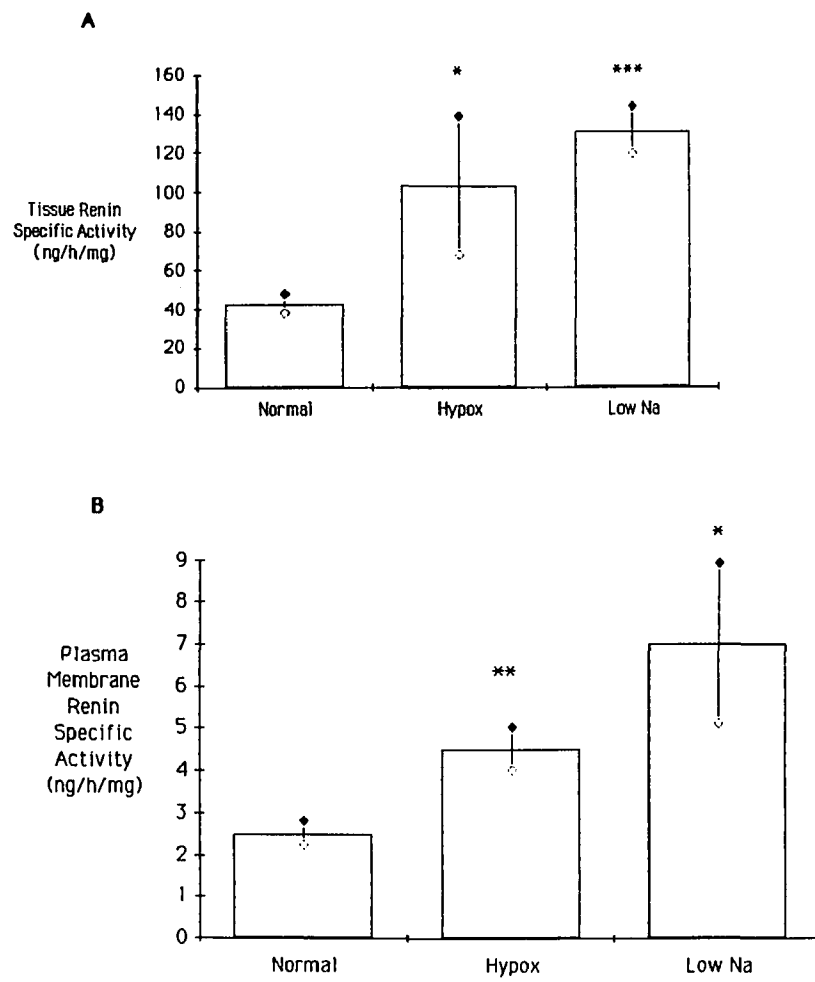 A
*
***
160
140
120
100
80
60
40
20
0
Tissue Renin
Specific Activity
(ng/h/mg)
Normal Hypox Low Na
B
*
**
9
8
7
6
5
4
3
2
1
0
Plasma
Membrane
Renin
Specific
Activity
(ng/h/mg)
Normal Hypox Low Na